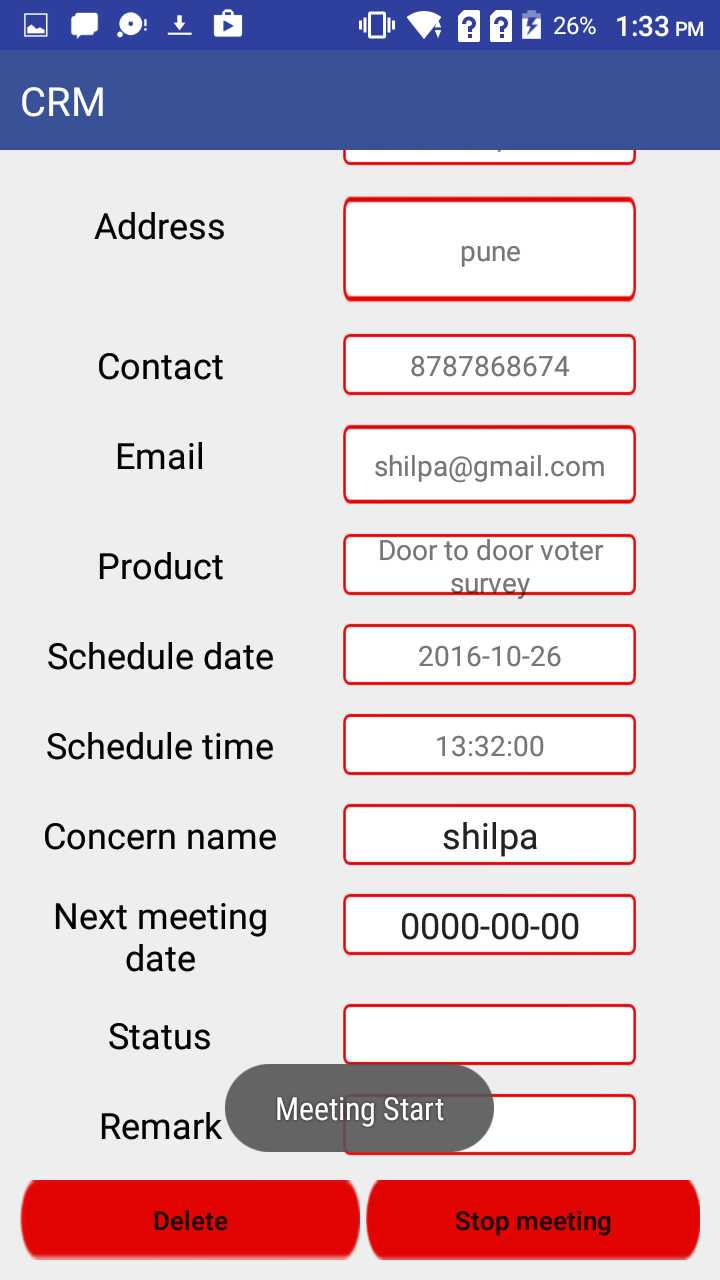 26% 1:33 PM
CRM
Address
pune
Contact
8787868674
Email
shilpa@gmail.com
Product
Door to door voter
survey
Schedule date
2016-10-26
Schedule time
13:32:00
Concern name
shilpa
Next meeting
date
0000-00-00
Status
Remark
Meeting Start
Delete
Stop meeting